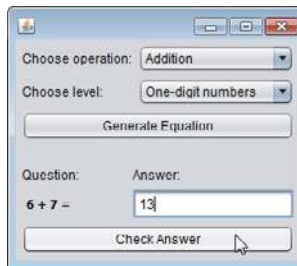 Choose operation: Addition
Choose level: One-digit numbers
Generate Equation
Question: Answer:
6 + 7 = 13
Check Answer